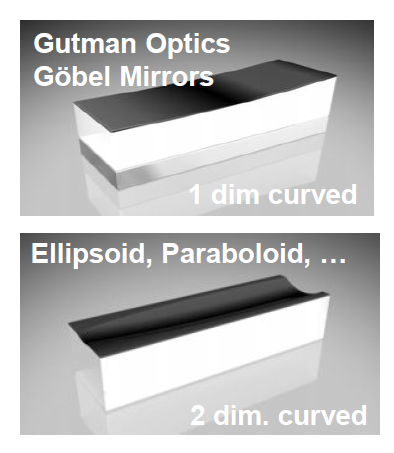 Gutman Optics
Göbel Mirrors
1 dim curved
Ellipsoid, Paraboloid, …
2 dim. curved